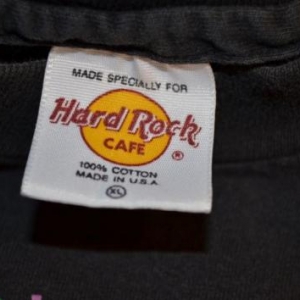 MADE SPECIALLY FOR
Hard Rock
CAFE ®
100% COTTON
MADE IN U.S.A.
XL